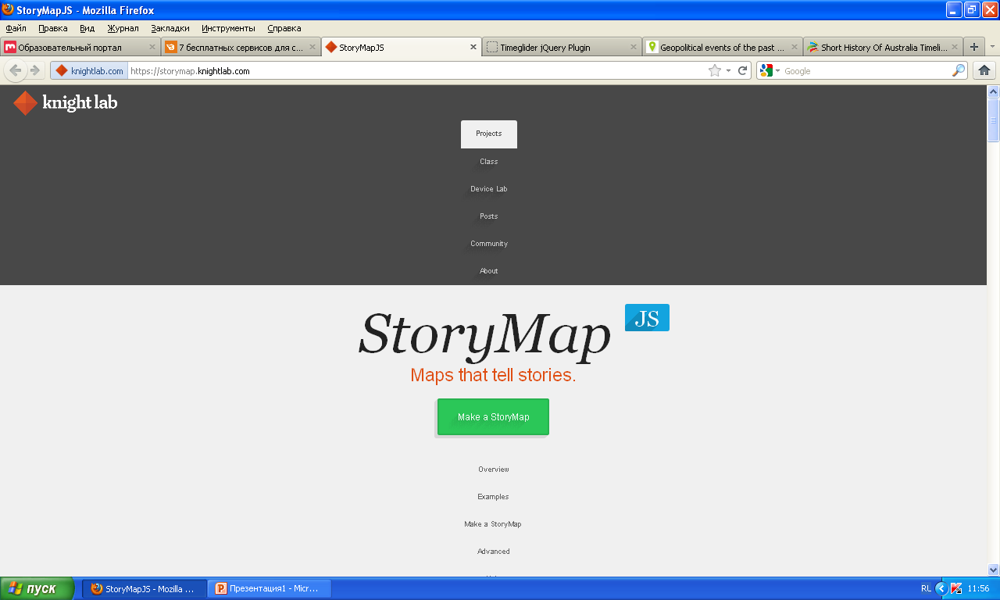 StoryMapJS - Mozilla Firefox
Файл Правка Вид Журнал Закладки Инструменты Справка
Образовательный портал
7 бесплатных сервисов для с...
StoryMapJS
Timeglider jQuery Plugin
Geopolitical events of the past ...
Short History Of Australia Timeli...
knightlab.com https://storymap.knightlab.com Google
knight lab
Projects
Class
Device Lab
Posts
Community
About
StoryMap JS
Maps that tell stories.
Make a StoryMap
Overview
Examples
Make a StoryMap
Advanced
пуск StoryMapJS - Mozilla ... Презентация1 - Micr... RL 11:56